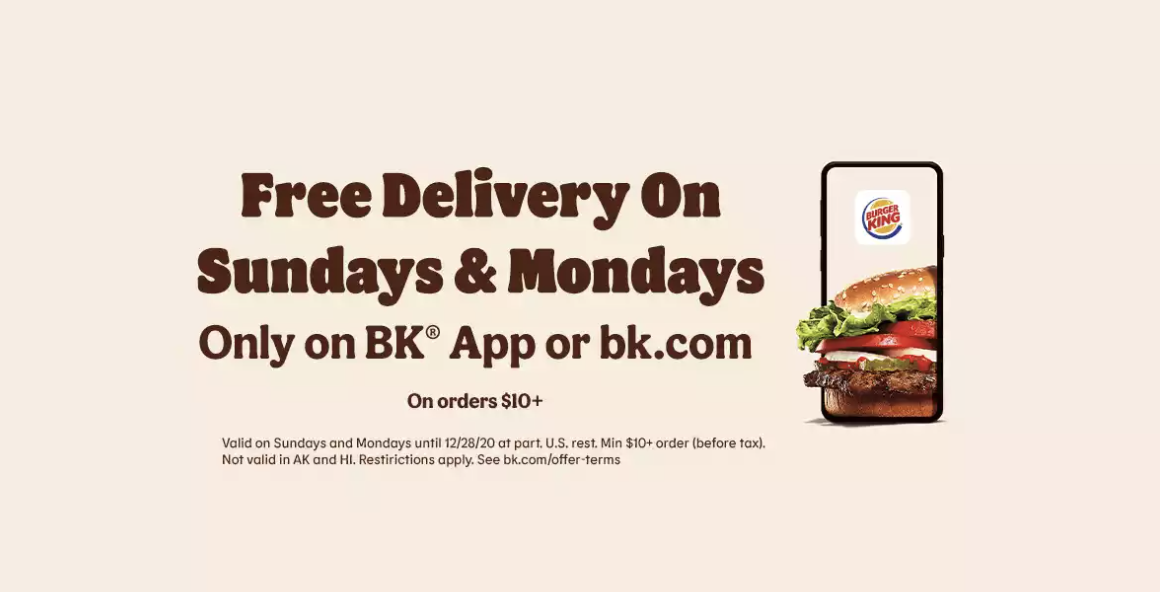 Free Delivery On
Sundays & Mondays
Only on BK® App or bk.com
On orders $10+
Valid on Sundays and Mondays until 12/28/20 at part. U.S. rest. Min $10+ order (before tax).
Not valid in AK and HI. Restirictions apply. See bk.com/offer-terms
BURGER
KING